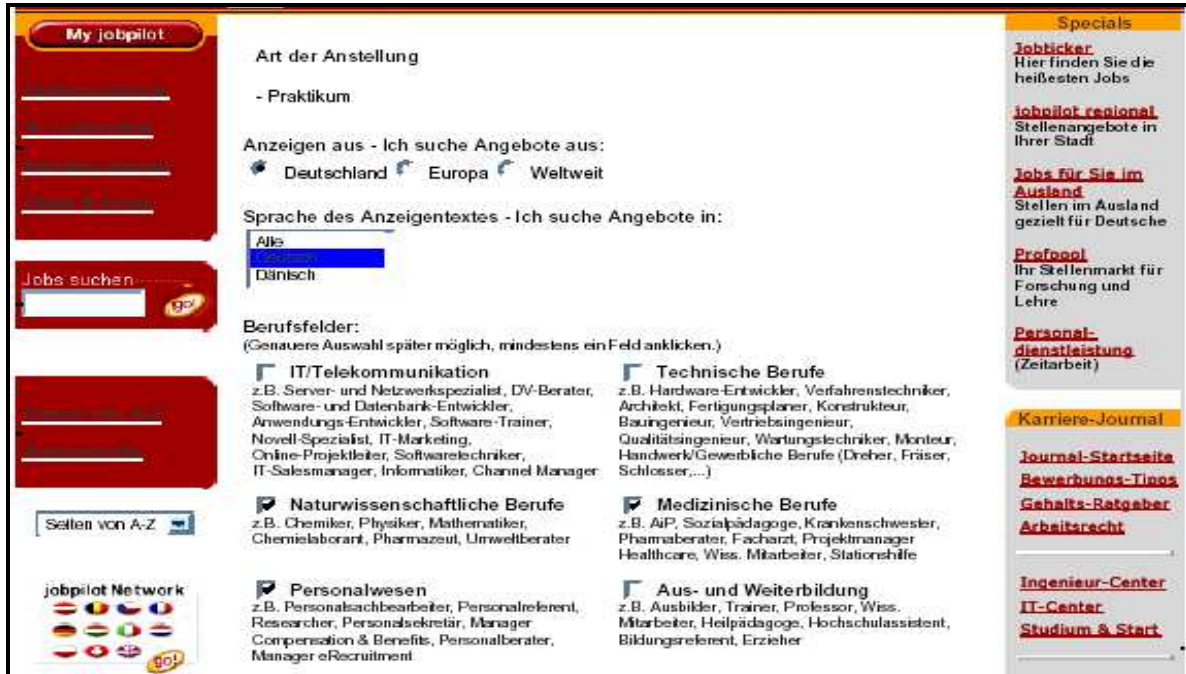 My jobpilot
Jobs suchen
go!
Seiten von A-Z
jobpilot Network
go!
Art der Anstellung
- Praktikum
Anzeigen aus - Ich suche Angebote aus:
Deutschland Europa Weltweit
Sprache des Anzeigentextes - Ich suche Angebote in:
Alle
Deutsch
Dänisch
Berufsfelder:
(Genauere Auswahl später möglich, mindestens ein Feld anklicken.)
IT/Telekommunikation
z.B. Server- und Netzwerkspezialist, DV-Berater,
Software- und Datenbank-Entwickler,
Anwendungs-Entwickler, Software-Trainer,
Novell-Spezialist, IT-Marketing,
Online-Projektleiter, Softwaretechniker,
IT-Salesmanager, Informatiker, Channel Manager
Technische Berufe
z.B. Hardware-Entwickler, Verfahrenstechniker,
Architekt, Fertigungsplaner, Konstrukteur,
Bauingenieur, Vertriebsingenieur,
Qualitätsingenieur, Wartungstechniker, Monteur,
Handwerk/Gewerbliche Berufe (Dreher, Fräser,
Schlosser,...)
Naturwissenschaftliche Berufe
z.B. Chemiker, Physiker, Mathematiker,
Chemielaborant, Pharmazeut, Umweltberater
Medizinische Berufe
z.B. AiP, Sozialpädagoge, Krankenschwester,
Pharmaberater, Facharzt, Projektmanager
Healthcare, Wiss. Mitarbeiter, Stationshilfe
Personalwesen
z.B. Personalsachbearbeiter, Personalreferent,
Researcher, Personalsekretär, Manager
Compensation & Benefits, Personalberater,
Manager eRecruitment
Aus- und Weiterbildung
z.B. Ausbilder, Trainer, Professor, Wiss.
Mitarbeiter, Heilpädagoge, Hochschulassistent,
Bildungsreferent, Erzieher
Specials
Jobticker
Hier finden Sie die
heißesten Jobs
jobpilot regional
Stellenangebote in
Ihrer Stadt
Jobs für Sie im
Ausland
Stellen im Ausland
gezielt für Deutsche
Profpool
Ihr Stellenmarkt für
Forschung und
Lehre
Personal-
dienstleistung
(Zeitarbeit)
Karriere-Journal
Journal-Startseite
Bewerbungs-Tipps
Gehalts-Ratgeber
Arbeitsrecht
Ingenieur-Center
IT-Center
Studium & Start